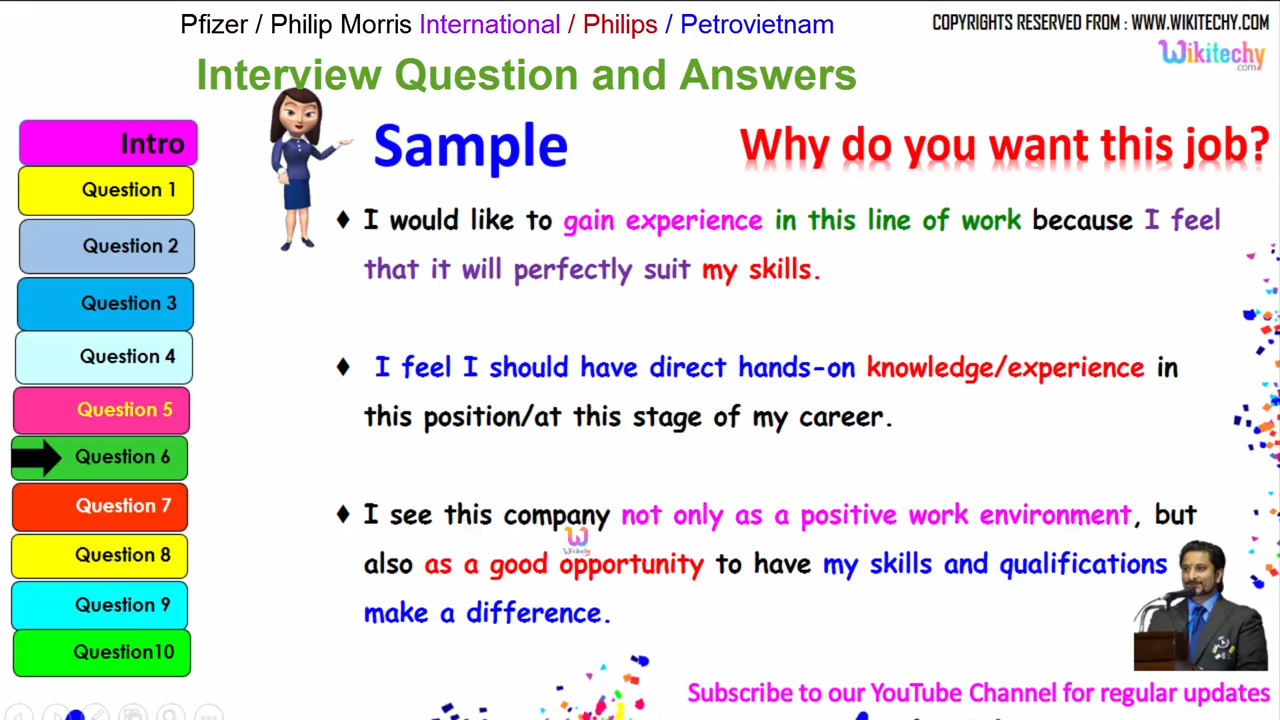 Pfizer / Philip Morris International / Philips / Petrovietnam
COPYRIGHTS RESERVED FROM : WWW.WIKITECHY.COM
Wikitechy
.com
Interview Question and Answers
Sample
Why do you want this job?
Intro
Question 1
Question 2
Question 3
Question 4
Question 5
Question 6
Question 7
Question 8
Question 9
Question10
♦ I would like to gain experience in this line of work because I feel
that it will perfectly suit my skills.
♦ I feel I should have direct hands-on knowledge/experience in
this position/at this stage of my career.
♦ I see this company not only as a positive work environment, but
also as a good opportunity to have my skills and qualifications
make a difference.
W
Wikitechy
Subscribe to our YouTube Channel for regular updates